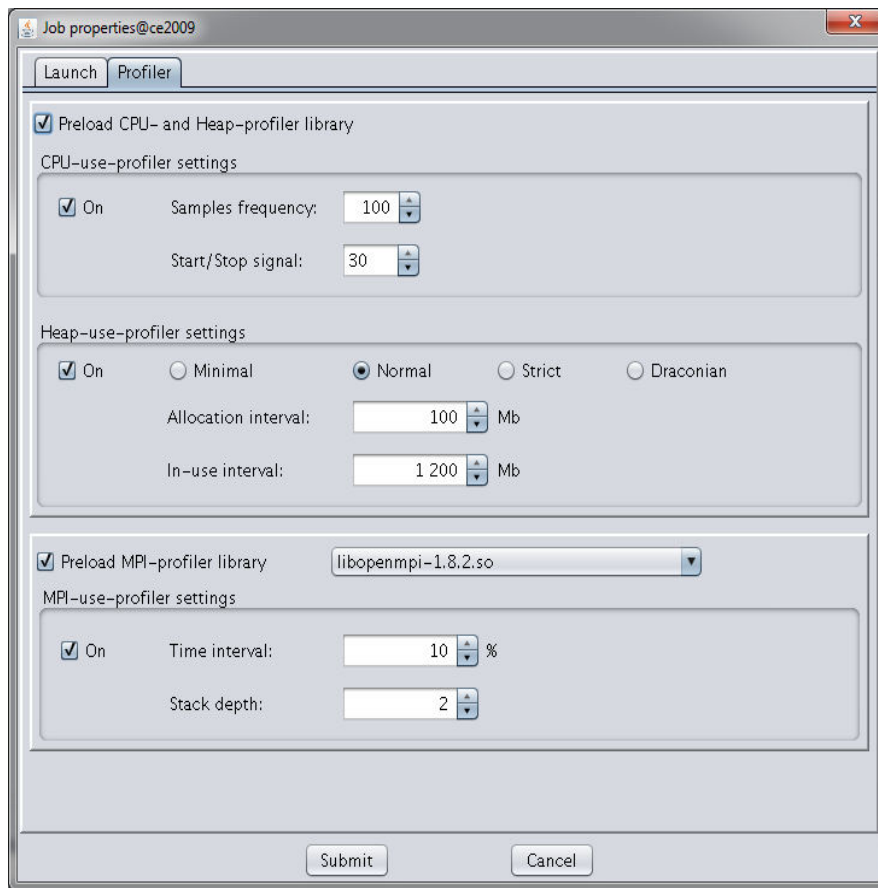 Job properties@ce2009
Launch Profiler
Preload CPU- and Heap-profiler library
CPU-use-profiler settings
On Samples frequency: 100
Start/Stop signal: 30
Heap-use-profiler settings
On Minimal Normal Strict Draconian
Allocation interval: 100 Mb
In-use interval: 1 200 Mb
Preload MPI-profiler library libopenmpi-1.8.2.so
MPI-use-profiler settings
On Time interval: 10 %
Stack depth: 2
Submit Cancel